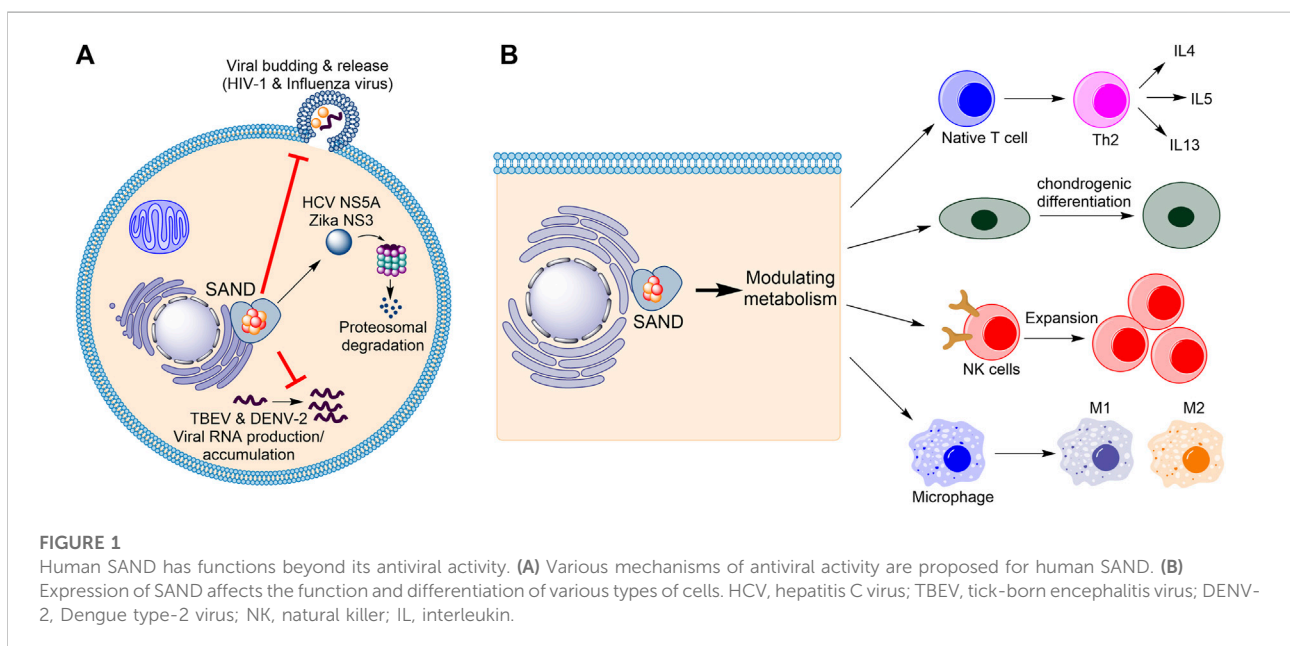 A
Viral budding & release
(HIV-1 & Influenza virus)
HCV NS5A
Zika NS3
SAND
Proteosomal
degradation
TBEV & DENV-2
Viral RNA production/
accumulation
B
SAND
Modulating
metabolism
Native T cell
Th2
IL4
IL5
IL13
chondrogenic
differentiation
NK cells
Expansion
Microphage
M1
M2
FIGURE 1
Human SAND has functions beyond its antiviral activity. (A) Various mechanisms of antiviral activity are proposed for human SAND. (B)
Expression of SAND affects the function and differentiation of various types of cells. HCV, hepatitis C virus; TBEV, tick-born encephalitis virus; DENV-
2, Dengue type-2 virus; NK, natural killer; IL, interleukin.